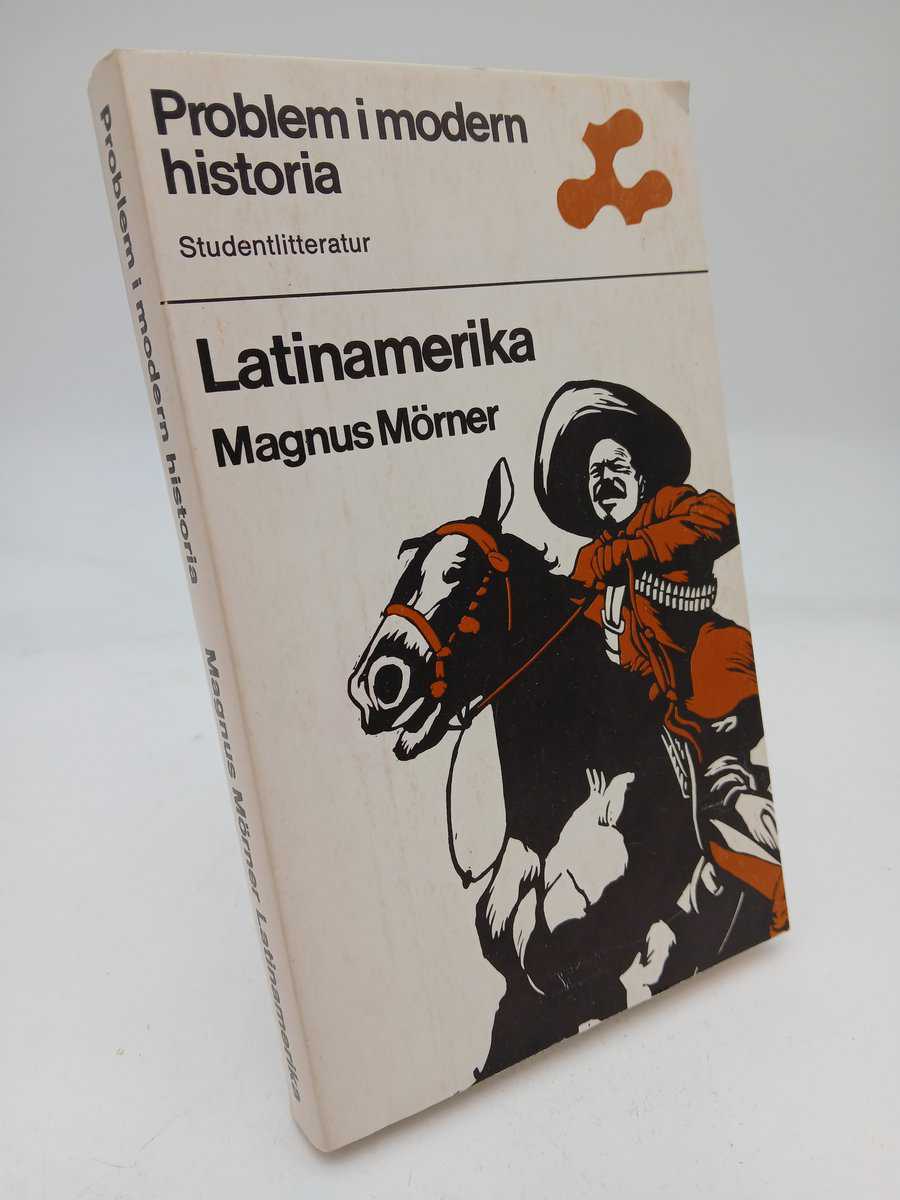 Problem i modern
historia
Studentlitteratur
Latinamerika
Magnus Mörner
Problem i modern historia Magnus Mörner Latinamerika